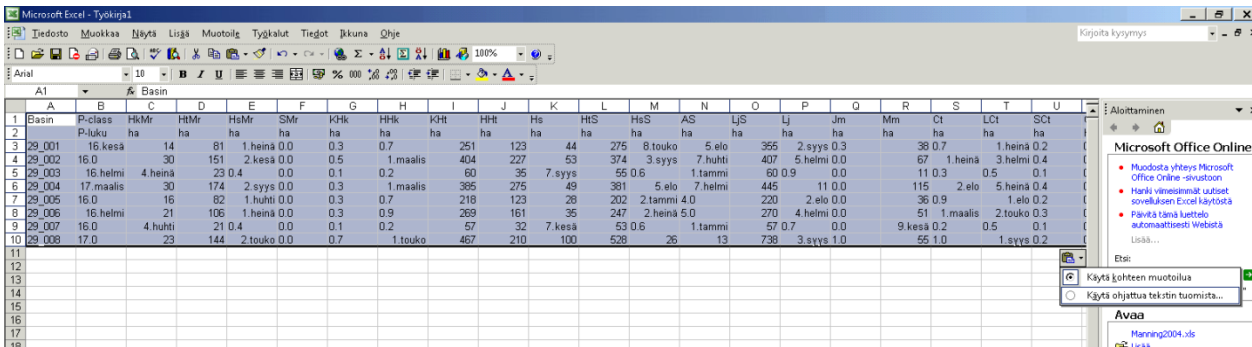 Microsoft Excel - Työkirja1
Tiedosto Muokkaa Näytä Lisää Muotoile Työkalut Tiedot Ikkuna Ohje Kirjoita kysymys
100%
Arial 10 B I U % 000
A1 fx Basin
A B C D E F G H I J K L M N O P Q R S T U
1 Basin P-class HkMr HtMr HsMr SMr KHk HHk KHt HHt Hs HtS HsS AS LjS Lj Jm Mm Ct LCt SCt
2 P-luku ha ha ha ha ha ha ha ha ha ha ha ha ha ha ha ha ha ha ha
3 29_001 16.kesä 14 81 1.heinä 0.0 0.3 0.7 251 123 44 275 8.touko 5.elo 355 2.syys 0.3 38 0.7 1.heinä 0.2
4 29_002 16.0 30 151 2.kesä 0.0 0.5 1.maalis 404 227 53 374 3.syys 7.huhti 407 5.helmi 0.0 67 1.heinä 3.helmi 0.4
5 29_003 16.helmi 4.heinä 23 0.4 0.0 0.1 0.2 60 35 7.syys 55 0.6 1.tammi 60 0.9 0.0 11 0.3 0.5 0.1
6 29_004 17.maalis 30 174 2.syys 0.0 0.3 1.maalis 385 275 49 381 5.elo 7.helmi 445 11 0.0 115 2.elo 5.heinä 0.4
7 29_005 16.0 16 82 1.huhti 0.0 0.3 0.7 218 123 28 202 2.tammi 4.0 220 2.elo 0.0 36 0.9 1.elo 0.2
8 29_006 16.helmi 21 106 1.heinä 0.0 0.3 0.9 269 161 35 247 2.heinä 5.0 270 4.helmi 0.0 51 1.maalis 2.touko 0.3
9 29_007 16.0 4.huhti 21 0.4 0.0 0.1 0.2 57 32 7.kesä 53 0.6 1.tammi 57 0.7 0.0 9.kesä 0.2 0.5 0.1
10 29_008 17.0 23 144 2.touko 0.0 0.7 1.touko 467 210 100 528 26 13 738 3.syys 1.0 55 1.0 1.syys 0.2
11
12
13
14
15
16
17
18
Käytä kohteen muotoilua
Käytä ohjattua tekstin tuomista...
Aloittaminen
Microsoft Office Online
Muodosta yhteys Microsoft
Office Online -sivustoon
Hanki viimeisimmät uutiset
sovelluksen Excel käytöstä
Päivitä tämä luettelo
automaattisesti Webistä
Lisää...
Etsi:
Avaa
Manning2004.xls
Lisää